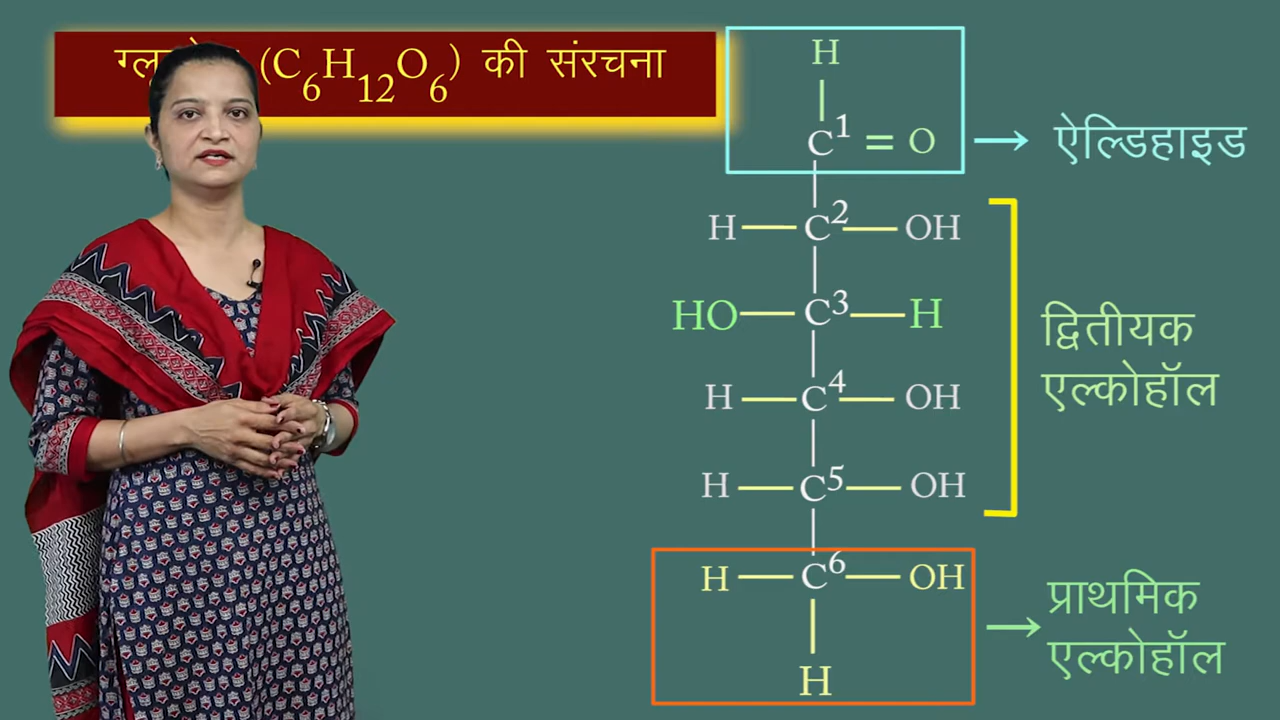 (C6H12O6) की संरचना
H
C1 = O → ऐल्डिहाइड
H C2 OH
HO C3 H
द्वितीयक
H C4 OH
एल्कोहॉल
H C5 OH
H C6 OH
प्राथमिक
→
एल्कोहॉल
H